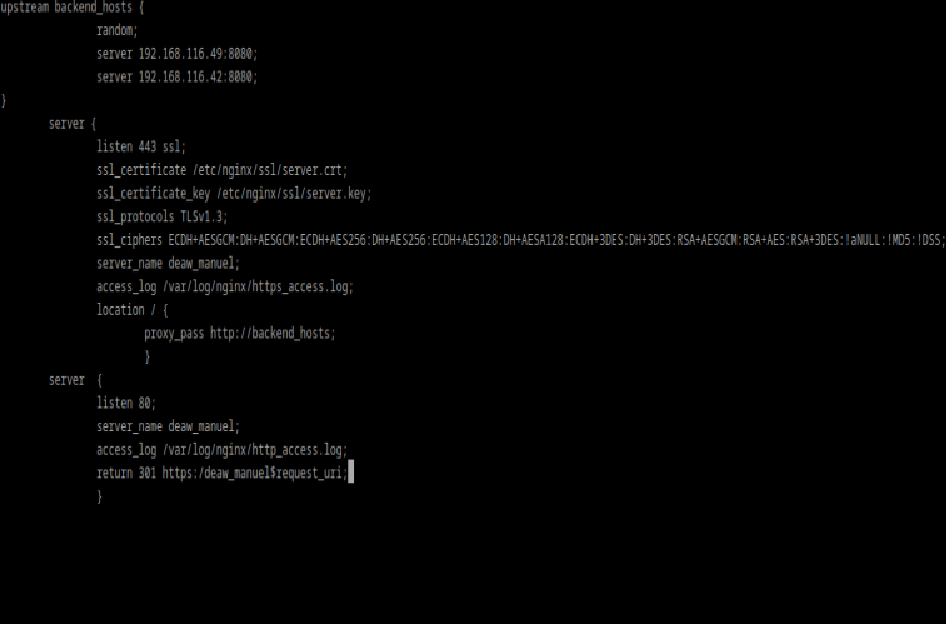 upstream backend_hosts {
random;
server 192.168.116.49:8080;
server 192.168.116.42:8080;
}
server {
listen 443 ssl;
ssl_certificate /etc/nginx/ssl/server.crt;
ssl_certificate_key /etc/nginx/ssl/server.key;
ssl_protocols TLSv1.3;
ssl_ciphers ECDH+AESGCM:DH+AESGCM:ECDH+AES256:DH+AES256:ECDH+AES128:DH+AESA128:ECDH+3DES:DH+3DES:RSA+AESGCM:RSA+AES:RSA+3DES:!aNULL:!MD5:!DSS;
server_name deaw_manuel;
access_log /var/log/nginx/https_access.log;
location / {
proxy_pass http://backend_hosts;
}
server {
listen 80;
server_name deaw_manuel;
access_log /var/log/nginx/http_access.log;
return 301 https:/deaw_manuel$request_uri;
}